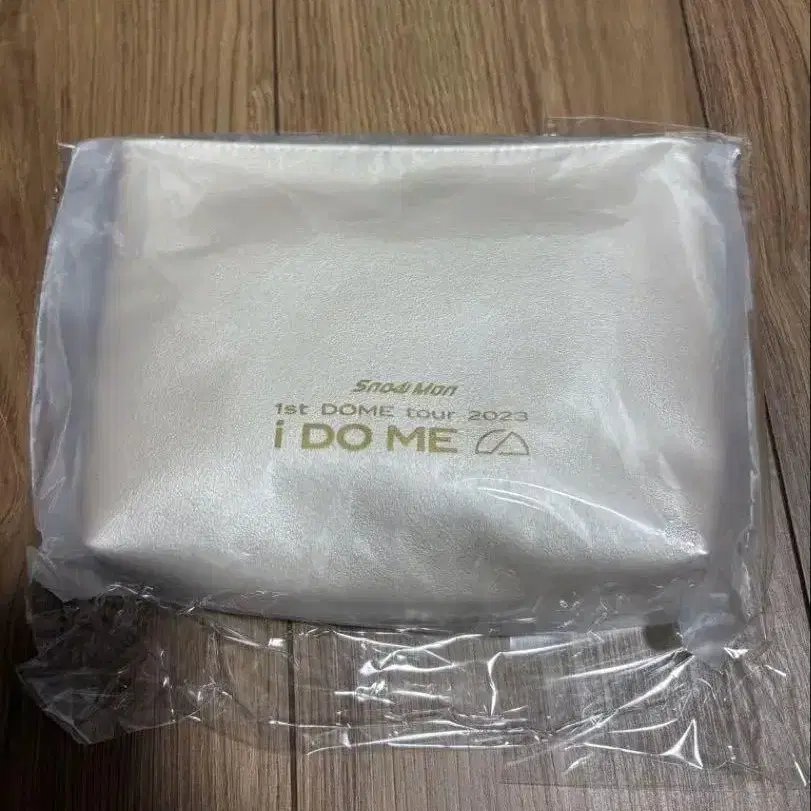 Snow Man
1st DOME tour 2023
i DO ME